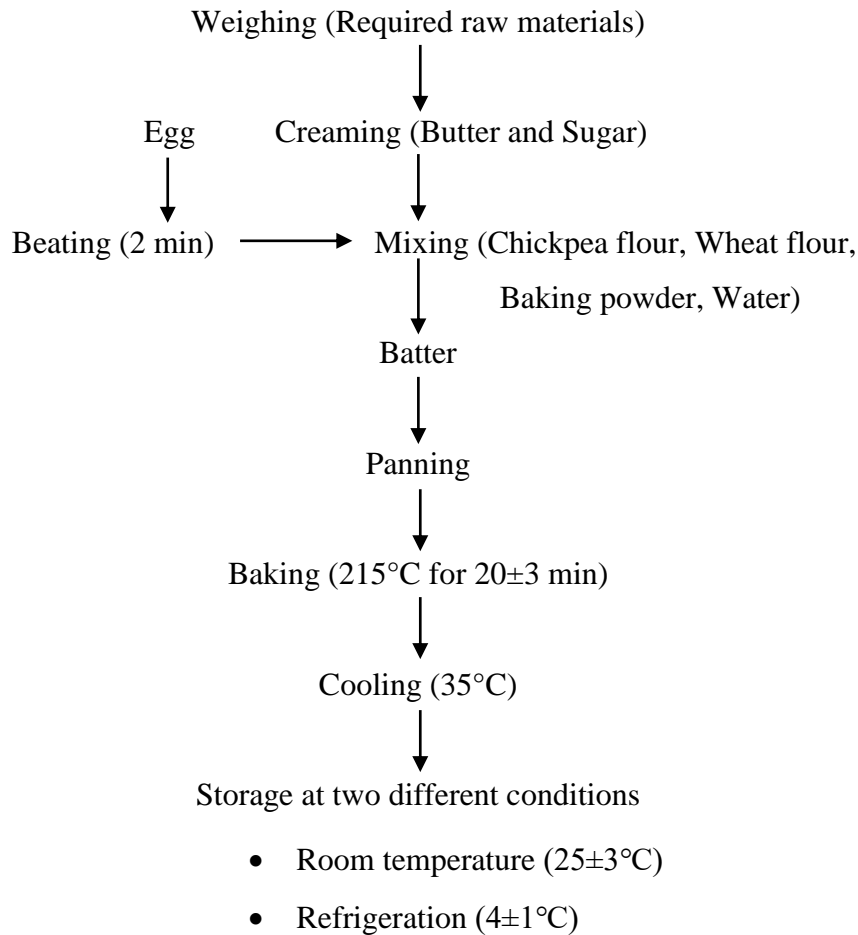 Weighing (Required raw materials)
Egg
Creaming (Butter and Sugar)
Beating (2 min)
Mixing (Chickpea flour, Wheat flour,
Baking powder, Water)
Batter
Panning
Baking (215°C for 20±3 min)
Cooling (35°C)
Storage at two different conditions
• Room temperature (25±3℃)
• Refrigeration (4±1℃)